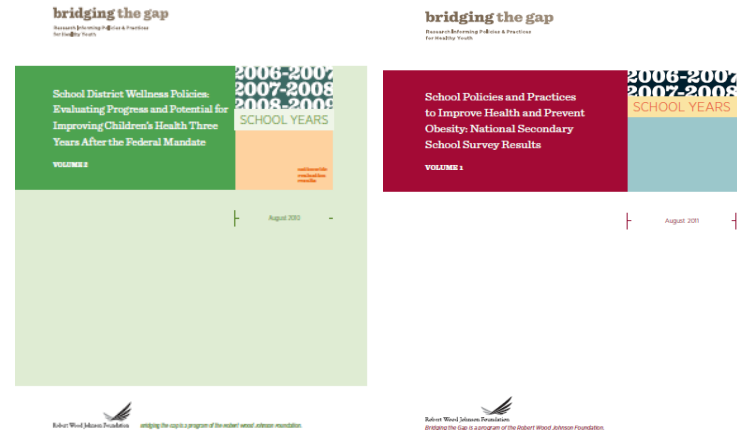 bridging the gap
Research Informing Policies & Practices
for Healthy Youth
School District Wellness Policies:
Evaluating Progress and Potential for
Improving Children's Health Three
Years After the Federal Mandate
VOLUME 2
2006-2007
2007-2008
2008-2009
SCHOOL YEARS
nationwide
evaluation
results
August 2010
Robert Wood Johnson Foundation
bridging the gap is a program of the robert wood johnson foundation.
bridging the gap
Research Informing Policies & Practices
for Healthy Youth
School Policies and Practices
to Improve Health and Prevent
Obesity: National Secondary
School Survey Results
VOLUME 1
2006-2007
2007-2008
SCHOOL YEARS
August 2011
Robert Wood Johnson Foundation
Bridging the Gap is a program of the Robert Wood Johnson Foundation.